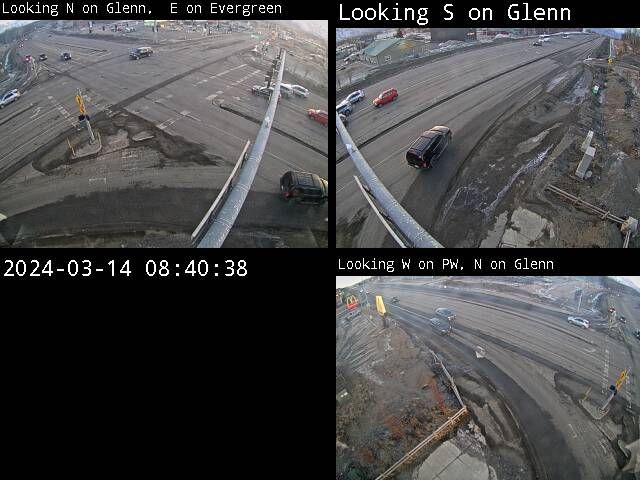 Looking N on Glenn,  E on Evergreen
Looking S on Glenn
2024-03-14 08:40:38
Looking W on PW, N on Glenn